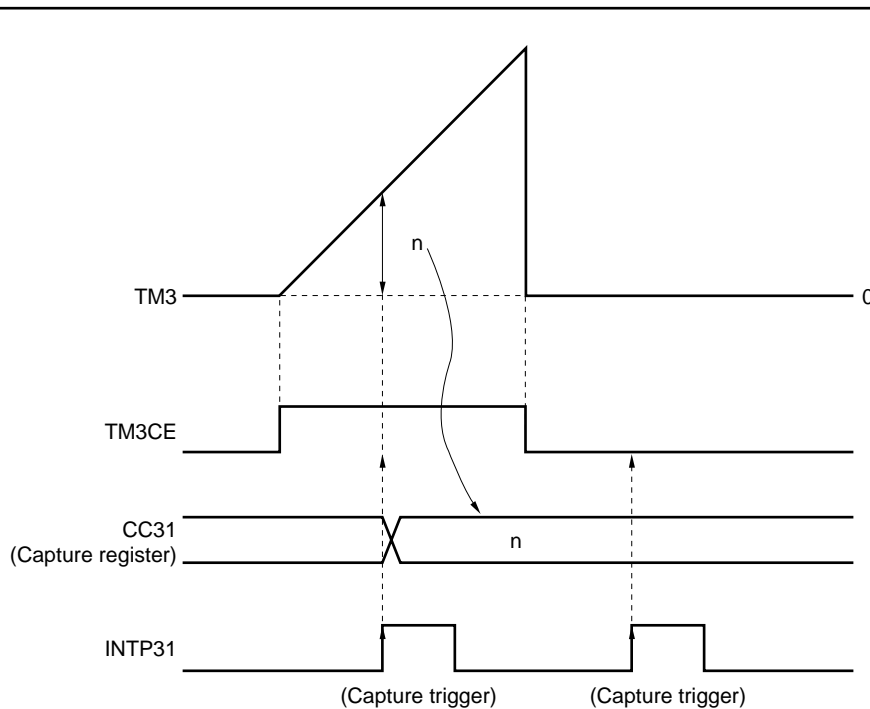 n
TM3
0
TM3CE
CC31
(Capture register)
n
INTP31
(Capture trigger)
(Capture trigger)